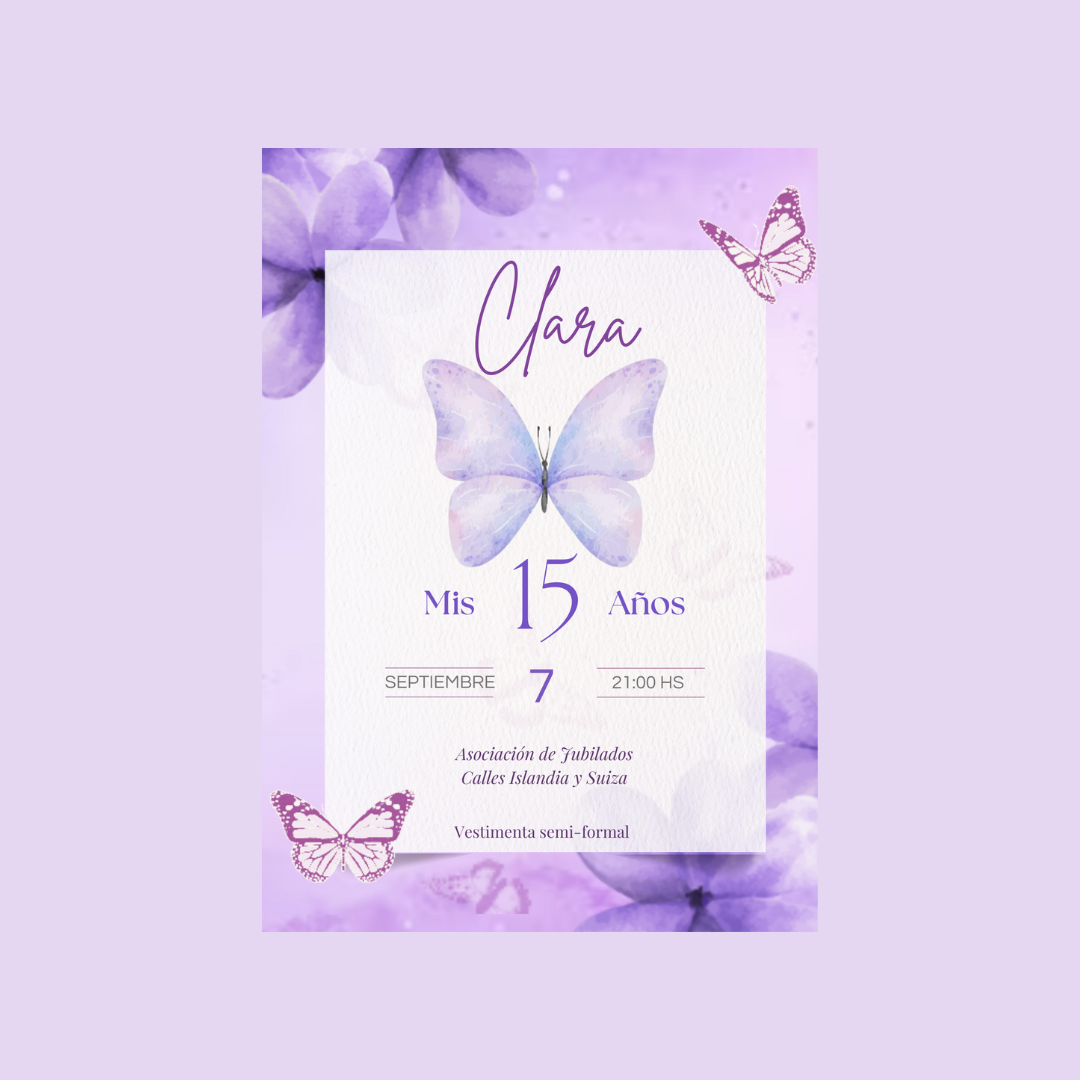 Clara
Mis 15 Años
SEPTIEMBRE 7 21:00 HS
Asociación de Jubilados
Calles Islandia y Suiza
Vestimenta semi-formal